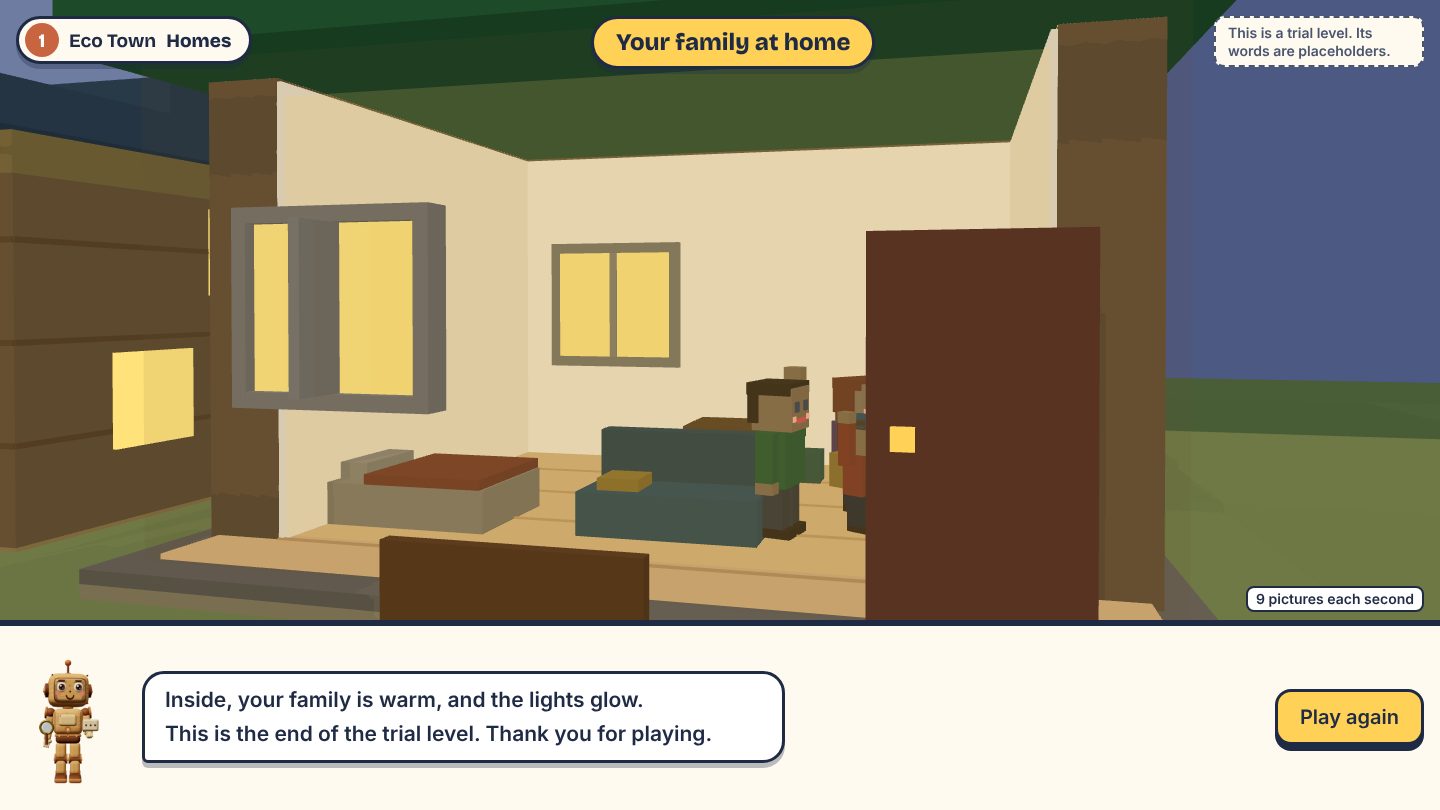 1 Eco Town Homes
Your family at home
This is a trial level. Its
words are placeholders.
9 pictures each second
Inside, your family is warm, and the lights glow.
This is the end of the trial level. Thank you for playing.
Play again